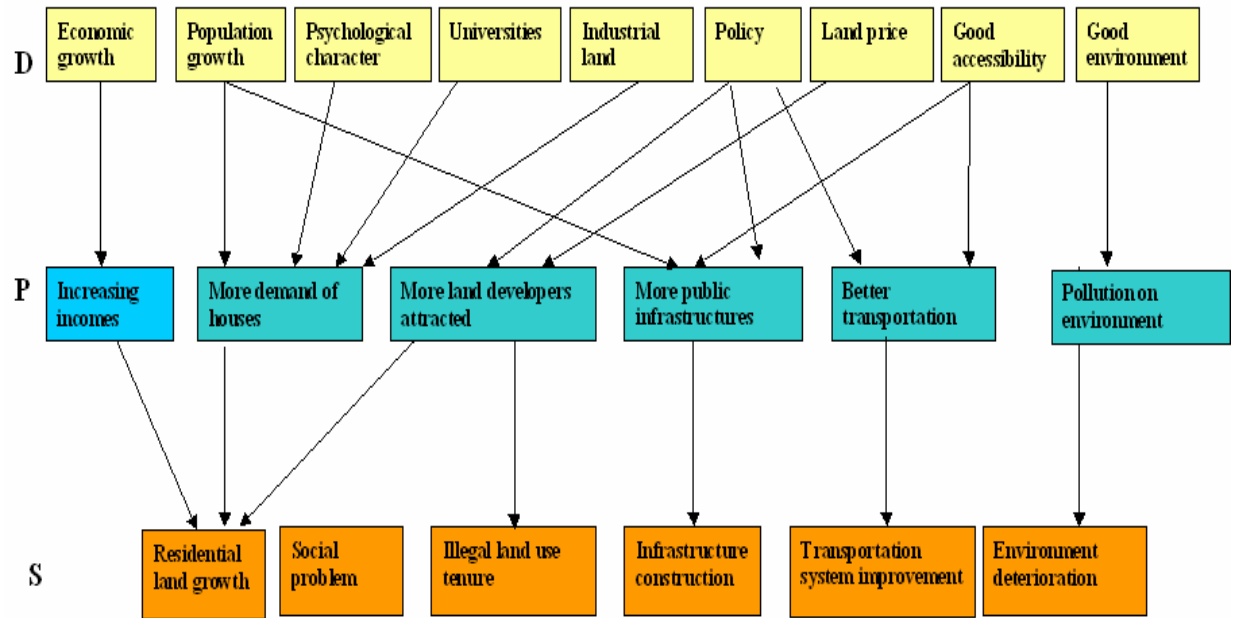 D
Economic
growth
Population
growth
Psychological
character
Universities
Industrial
land
Policy
Land price
Good
accessibility
Good
environment
P
Increasing
incomes
More demand of
houses
More land developers
attracted
More public
infrastructures
Better
transportation
Pollution on
environment
S
Residential
land growth
Social
problem
Illegal land use
tenure
Infrastructure
construction
Transportation
system improvement
Environment
deterioration